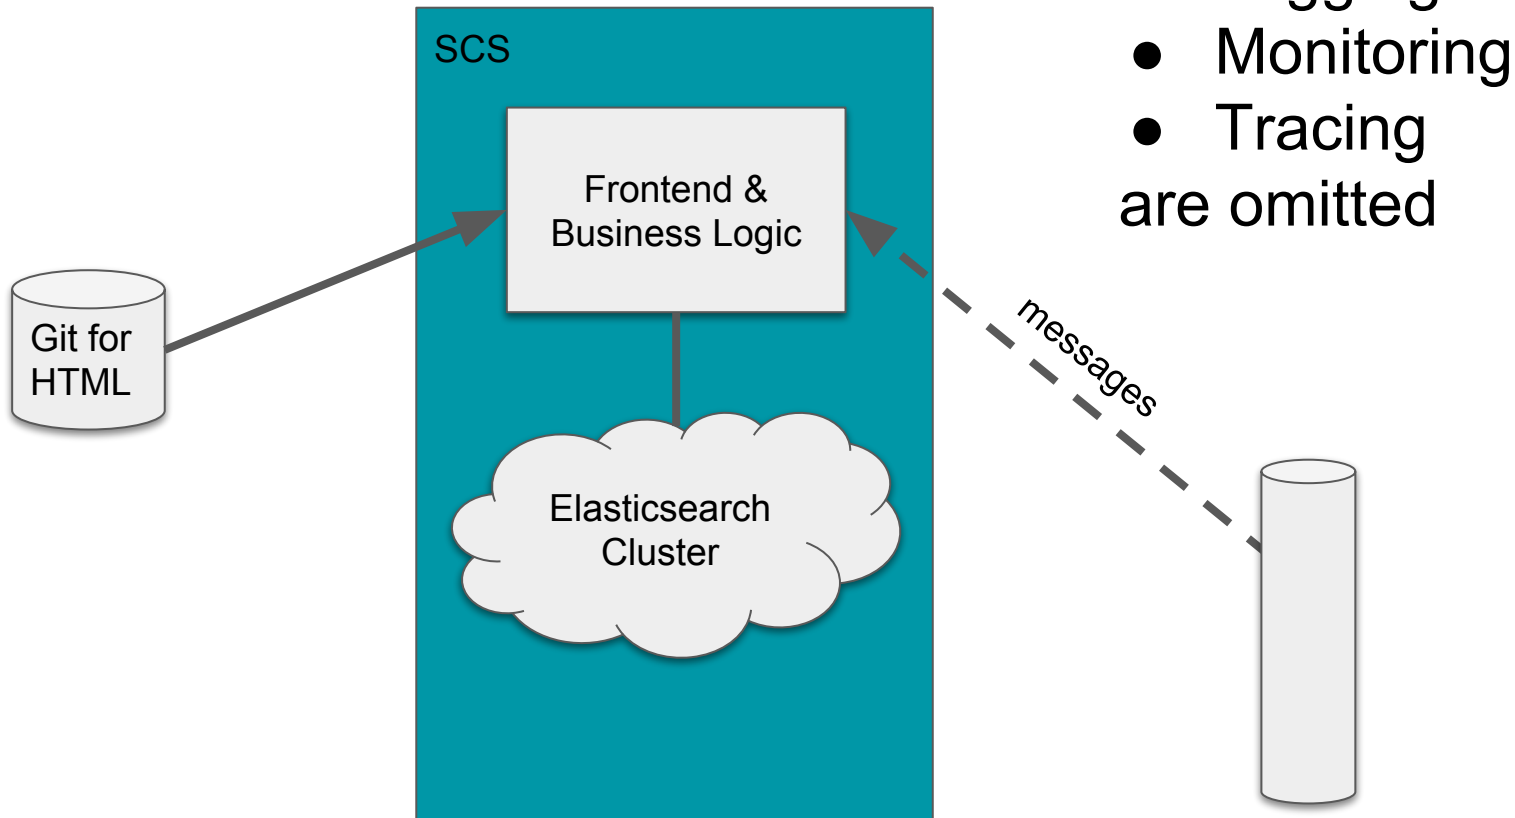 SCS
● Monitoring
● Tracing
are omitted
Frontend &
Business Logic
Git for
HTML
messages
Elasticsearch
Cluster